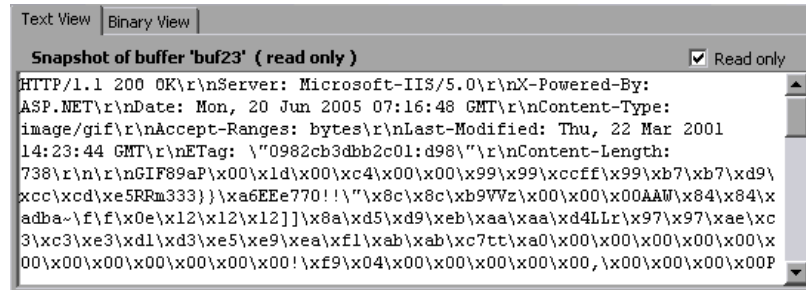 Text View
Binary View
Snapshot of buffer 'buf23' ( read only )
Read only
HTTP/1.1 200 OK\r\nServer: Microsoft-IIS/5.0\r\nX-Powered-By:
ASP.NET\r\nDate: Mon, 20 Jun 2005 07:16:48 GMT\r\nContent-Type:
image/gif\r\nAccept-Ranges: bytes\r\nLast-Modified: Thu, 22 Mar 2001
14:23:44 GMT\r\nETag: \"0982cb3dbb2c01:d98\"\r\nContent-Length:
738\r\n\r\nGIF89aP\x00\x1d\x00\xc4\x00\x00\x99\x99\xccff\x99\xb7\xb7\xd9\
xcc\xcd\xe5RRm333}}\xa6EEe770!!\"\x8c\x8c\xb9VVz\x00\x00\x00AAW\x84\x84\x
adba~\f\f\x0e\x12\x12\x12]]\x8a\xd5\xd9\xeb\xaa\xaa\xd4LLr\x97\x97\xae\xc
3\xc3\xe3\xd1\xd3\xe5\xe9\xea\xf1\xab\xab\xc7tt\xa0\x00\x00\x00\x00\x00\x
00\x00\x00\x00\x00\x00\x00!\xf9\x04\x00\x00\x00\x00\x00,\x00\x00\x00\x00P